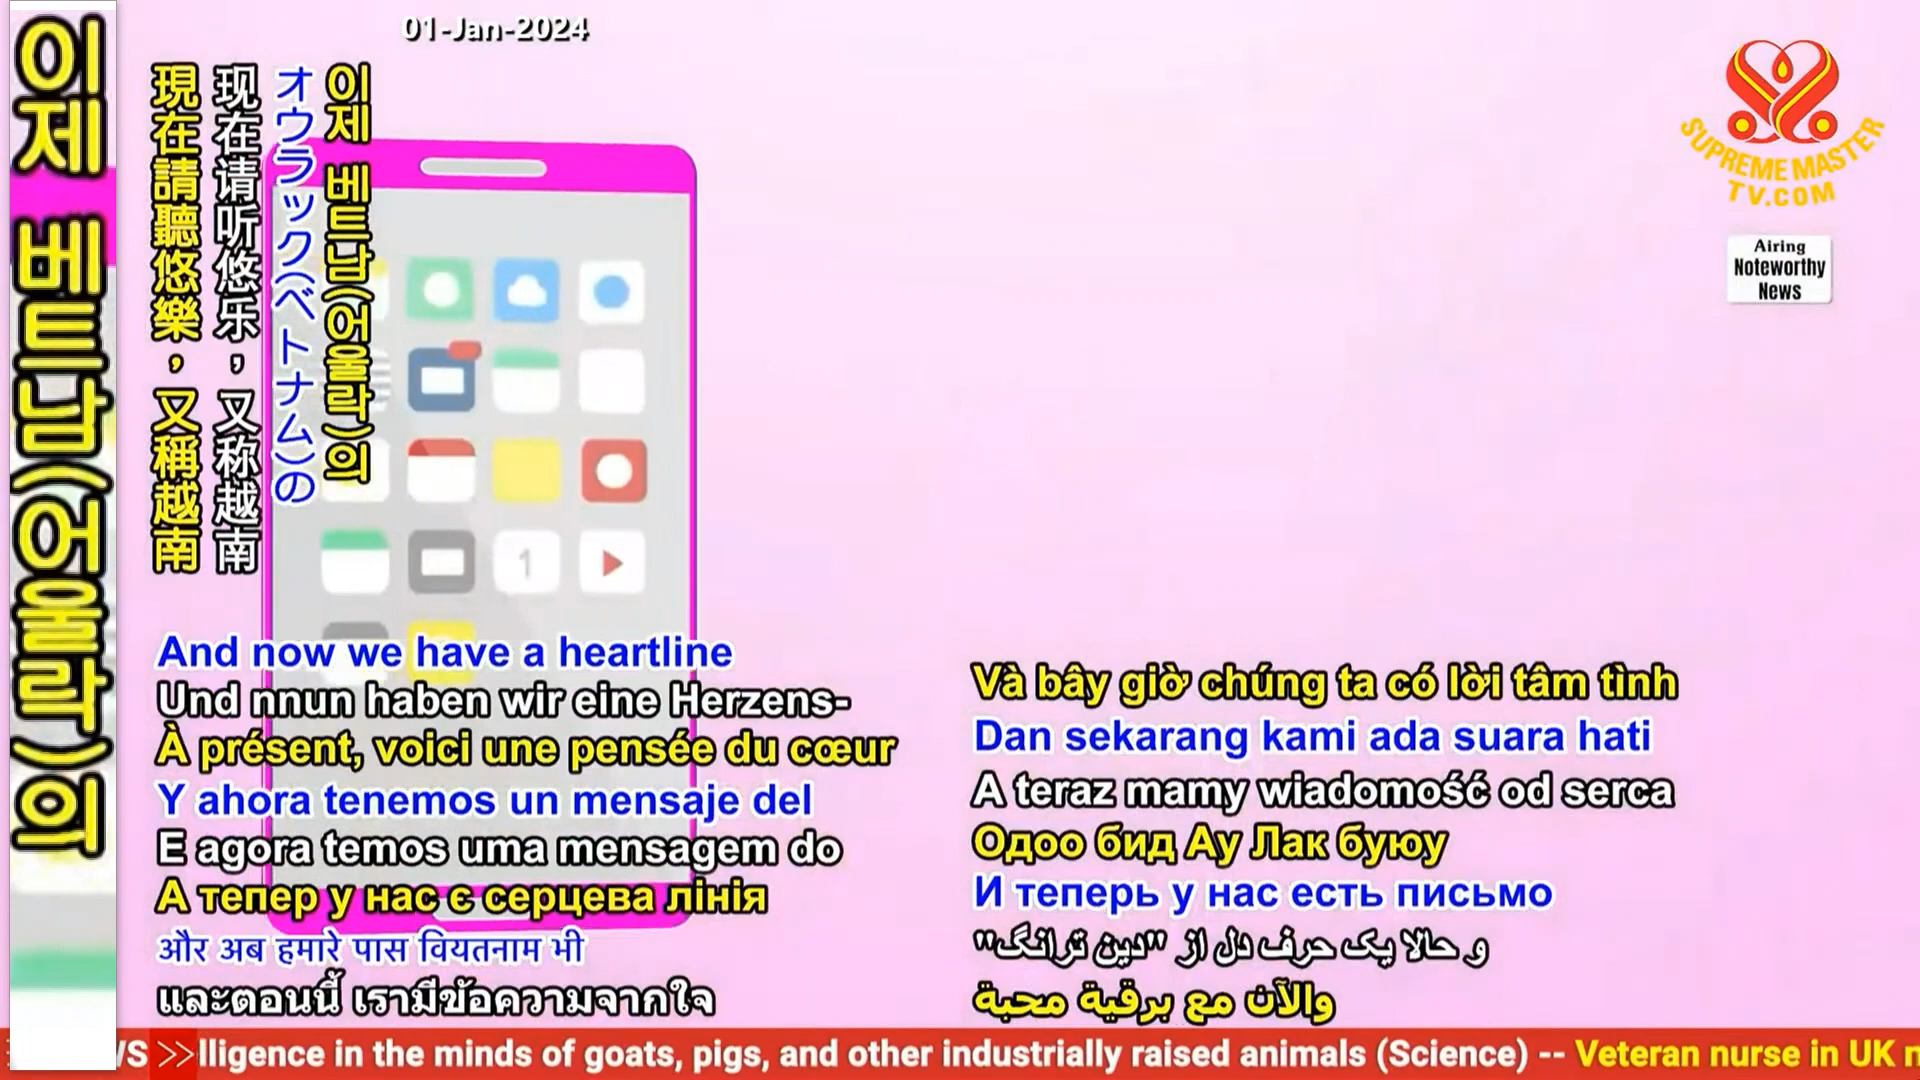 01-Jan-2024
이제 베트남(어울락)의
現在請聽悠樂，又稱越南
现在请听悠乐，又称越南
オウラック(ベトナム)の
이제 베트남(어울락)의
SUPREME MASTER
TV.COM
Airing
Noteworthy
News
1
And now we have a heartline
Und nnun haben wir eine Herzens-
À présent, voici une pensée du cœur
Y ahora tenemos un mensaje del
E agora temos uma mensagem do
А тепер у нас є серцева лінія
और अब हमारे पास वियतनाम भी
และตอนนี้ เรามีข้อความจากใจ
Và bây giờ chúng ta có lời tâm tình
Dan sekarang kami ada suara hati
A teraz mamy wiadomość od serca
Одоо бид Ау Лак буюу
И теперь у нас есть письмо
و حالا یک حرف دل از "دین ترانگ"
والآن مع برقية محبة
lligence in the minds of goats, pigs, and other industrially raised animals (Science) -- Veteran nurse in UK